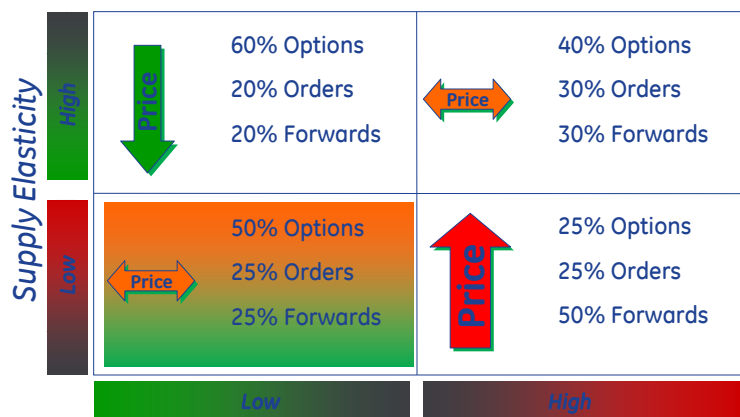 Supply Elasticity
High
Price
60% Options
20% Orders
20% Forwards
Price
40% Options
30% Orders
30% Forwards
Low
Price
50% Options
25% Orders
25% Forwards
Price
25% Options
25% Orders
50% Forwards
Low
High